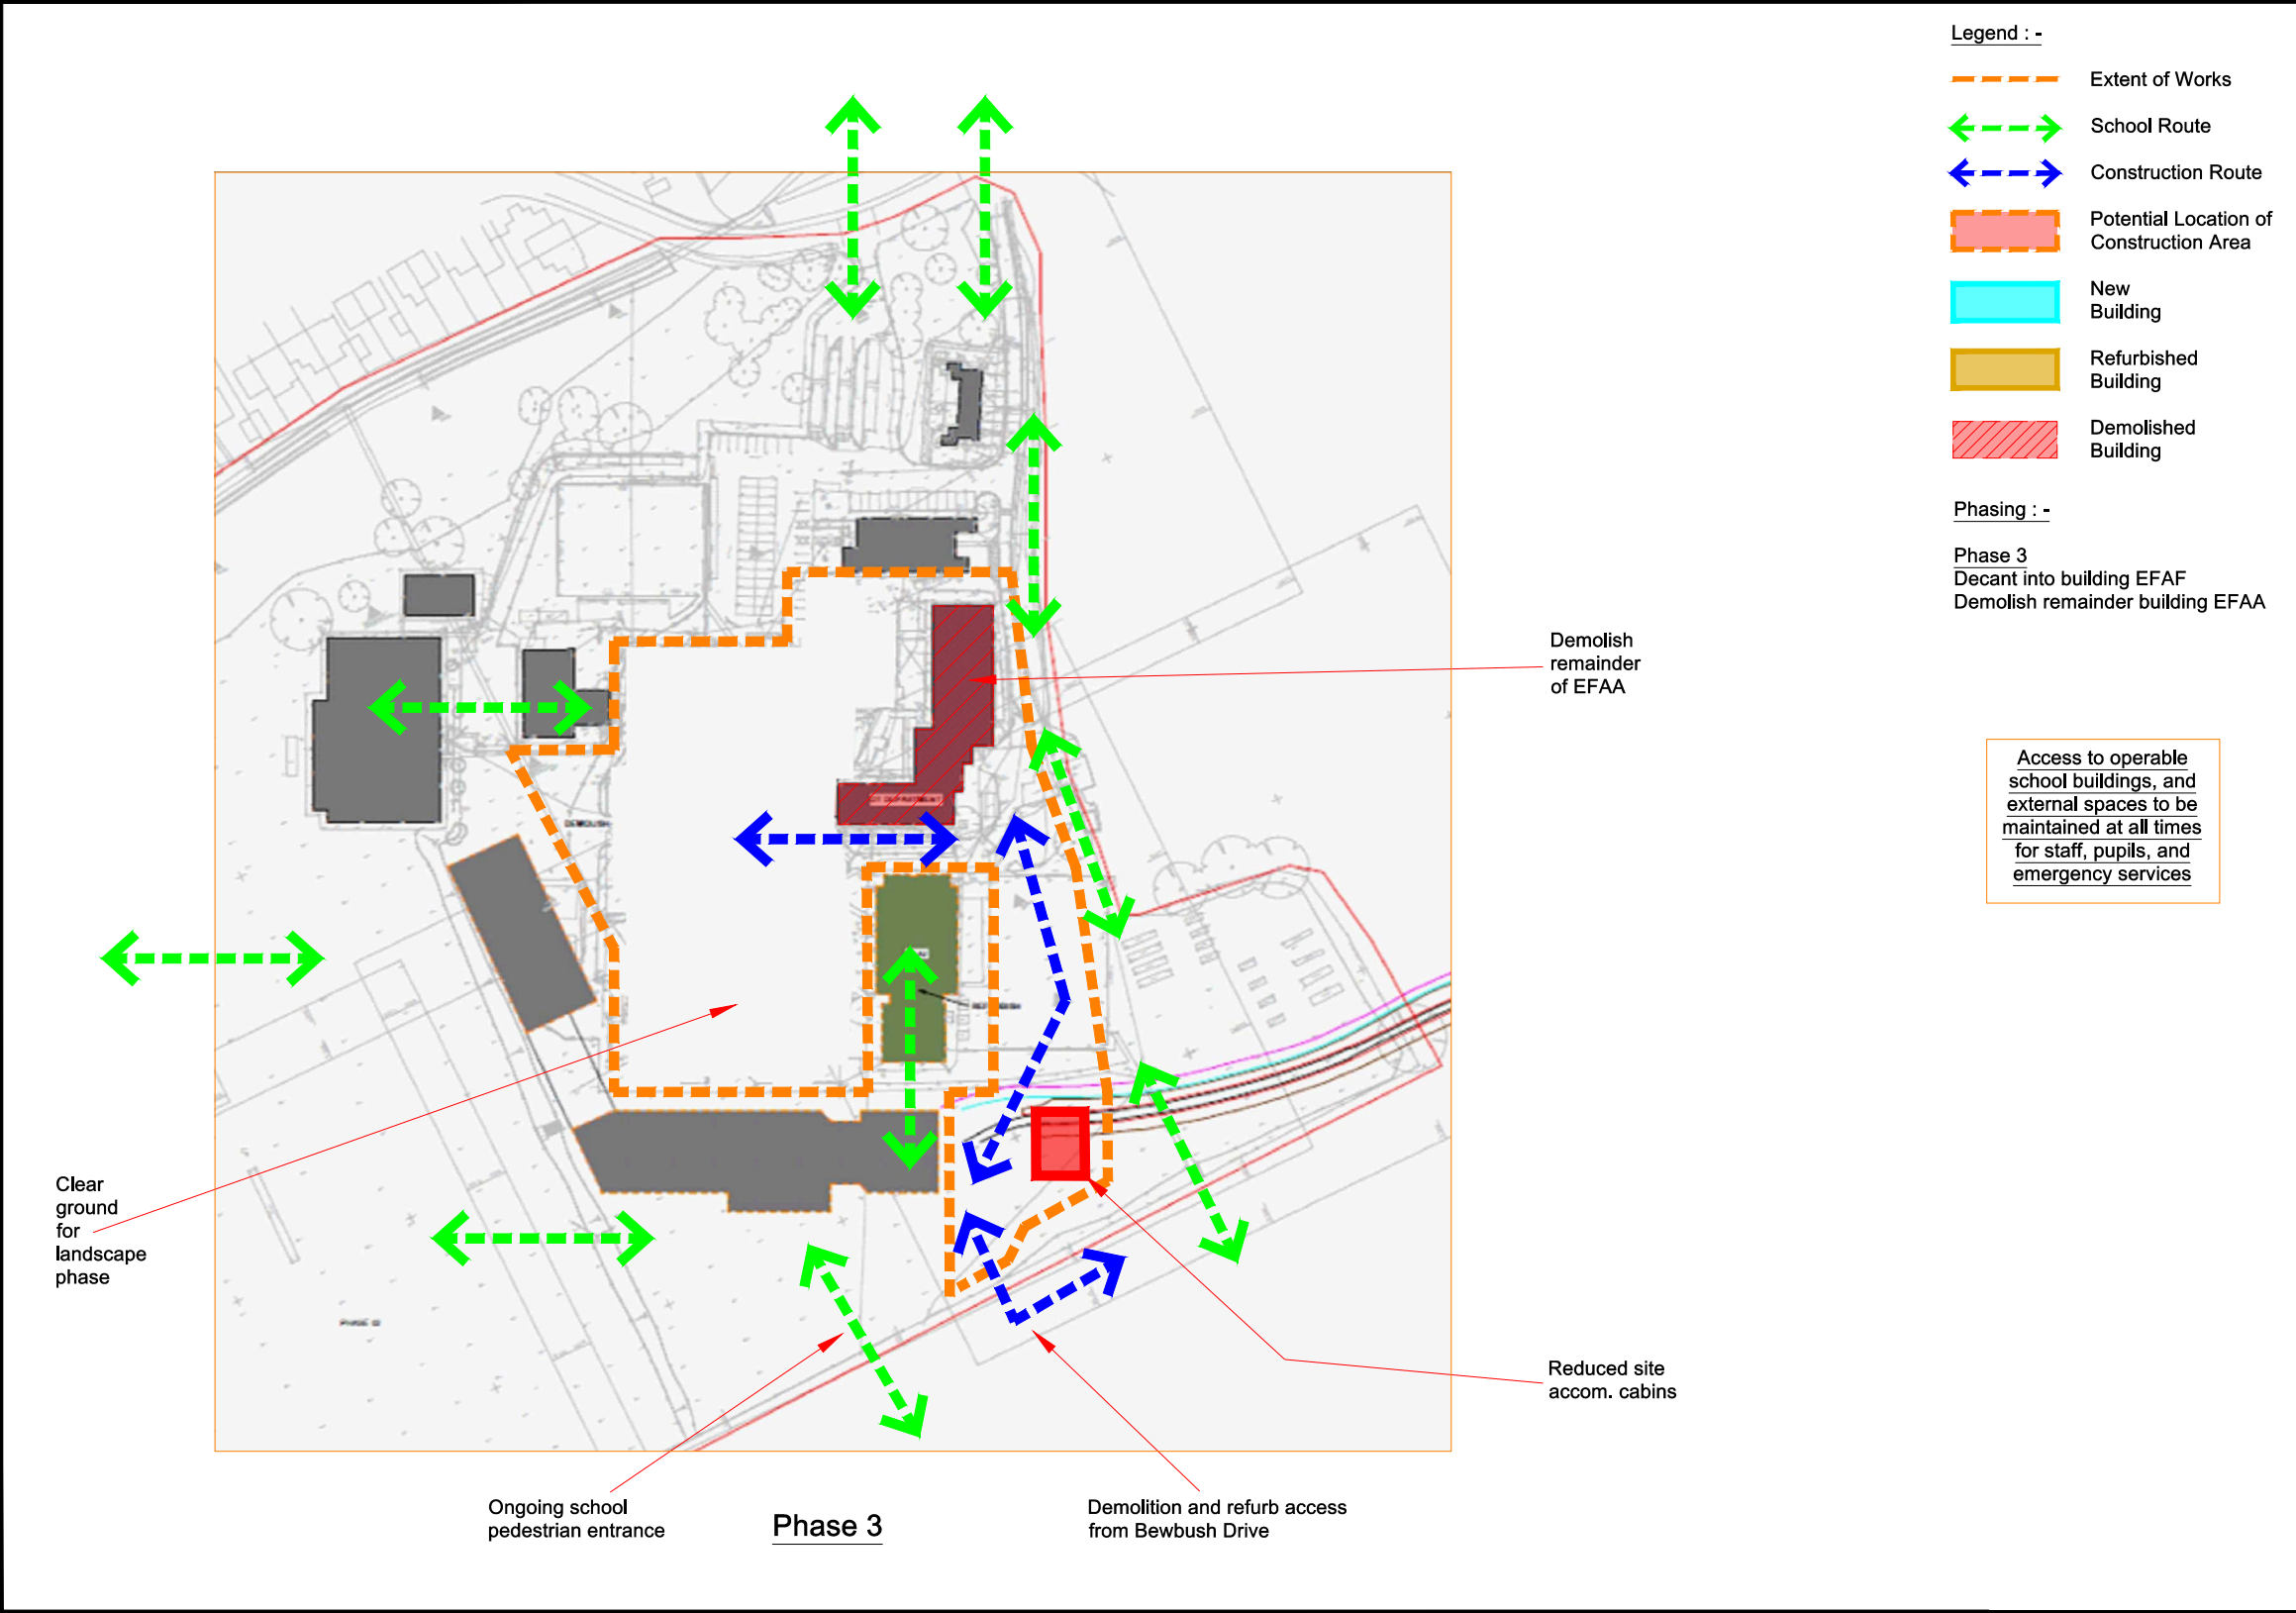 Legend : -
Extent of Works
School Route
Construction Route
Potential Location of
Construction Area
New
Building
Refurbished
Building
Demolished
Building
Phasing : -
Phase 3
Decant into building EFAF
Demolish remainder building EFAA
Access to operable
school buildings, and
external spaces to be
maintained at all times
for staff, pupils, and
emergency services
Demolish
remainder
of EFAA
DEMOLISH
Clear
ground
for
landscape
phase
Reduced site
accom. cabins
Ongoing school
pedestrian entrance
Demolition and refurb access
from Bewbush Drive
Phase 3